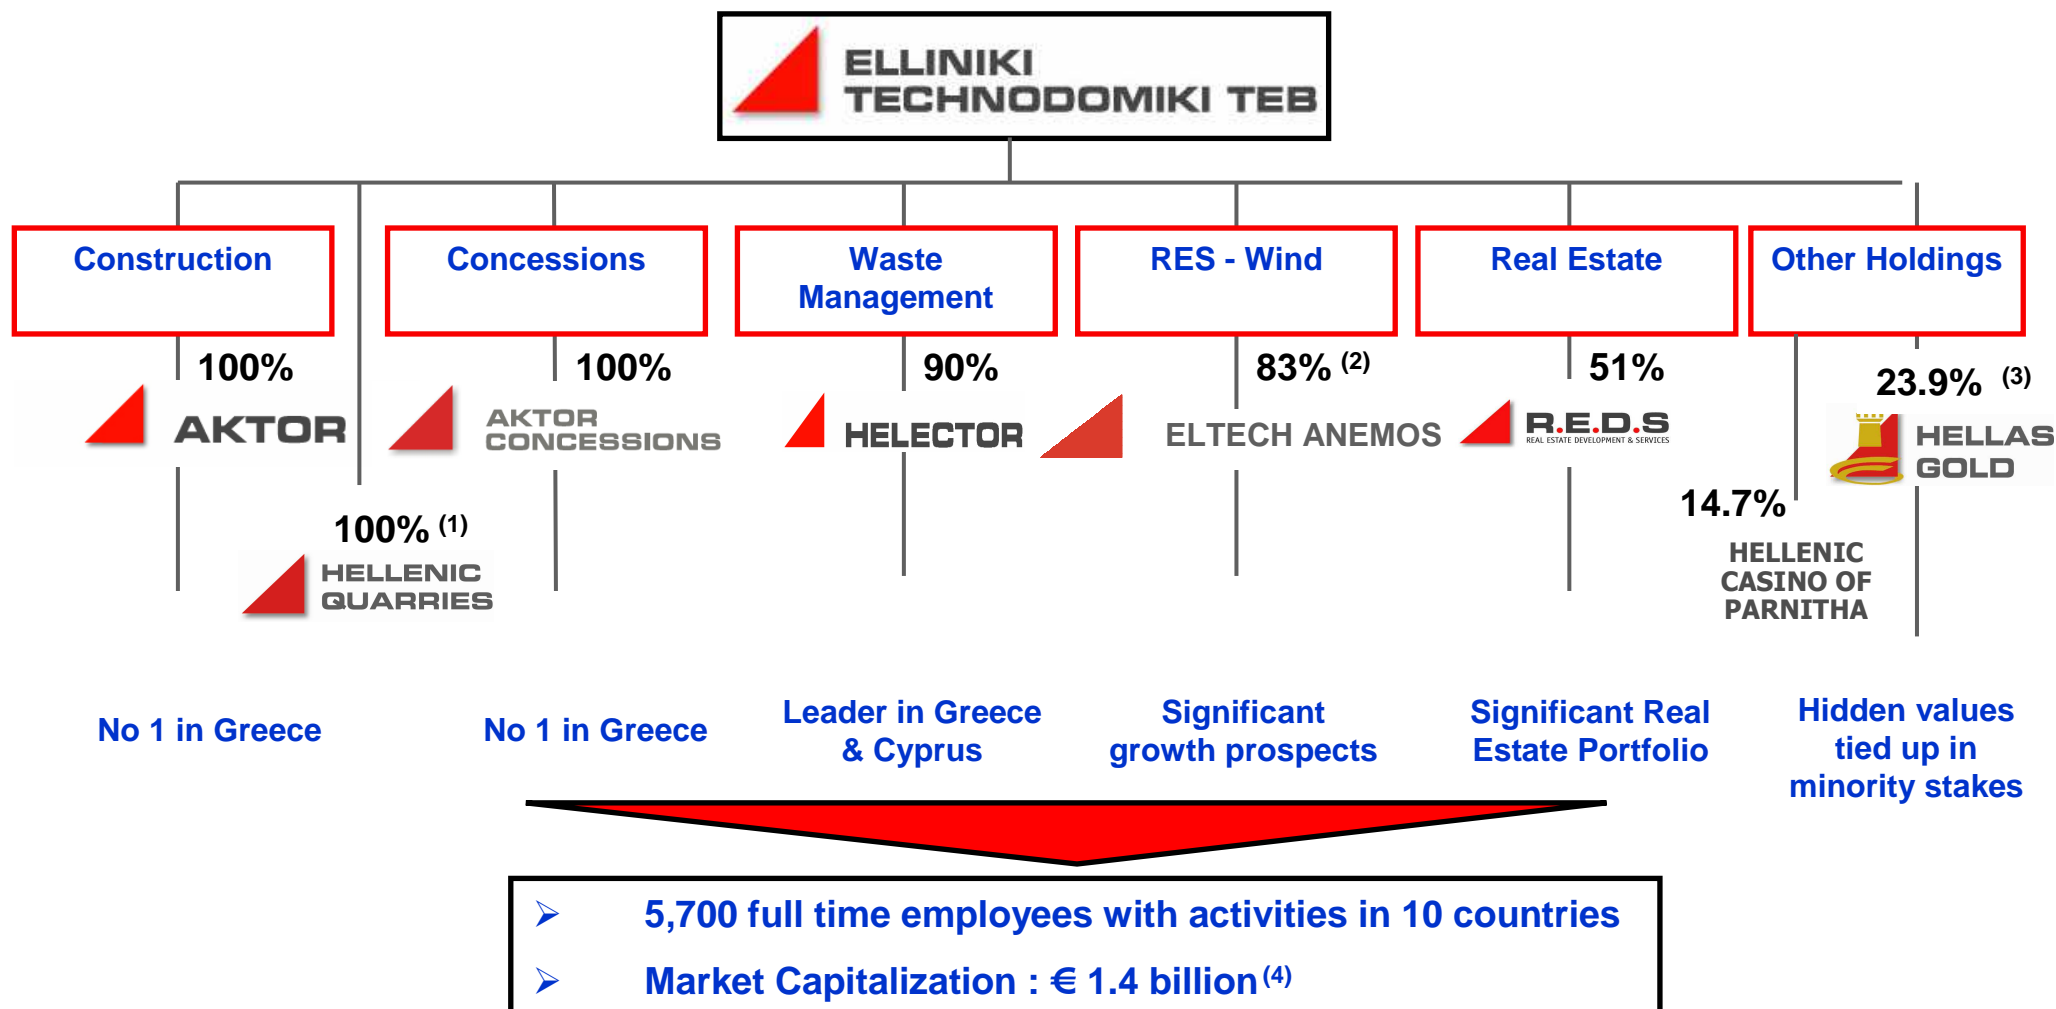 ELLINIKI
TECHNODOMIKI TEB
Construction
Concessions
Waste
Management
RES - Wind
Real Estate
Other Holdings
100%
AKTOR
100%
AKTOR
CONCESSIONS
90%
HELECTOR
83% (2)
ELTECH ANEMOS
51%
R.E.D.S
REAL ESTATE DEVELOPMENT & SERVICES
23.9% (3)
HELLAS
GOLD
100% (1)
HELLENIC
QUARRIES
14.7%
HELLENIC
CASINO OF
PARNITHA
No 1 in Greece
No 1 in Greece
Leader in Greece
& Cyprus
Significant
growth prospects
Significant Real
Estate Portfolio
Hidden values
tied up in
minority stakes
➢ 5,700 full time employees with activities in 10 countries
➢ Market Capitalization : € 1.4 billion (4)